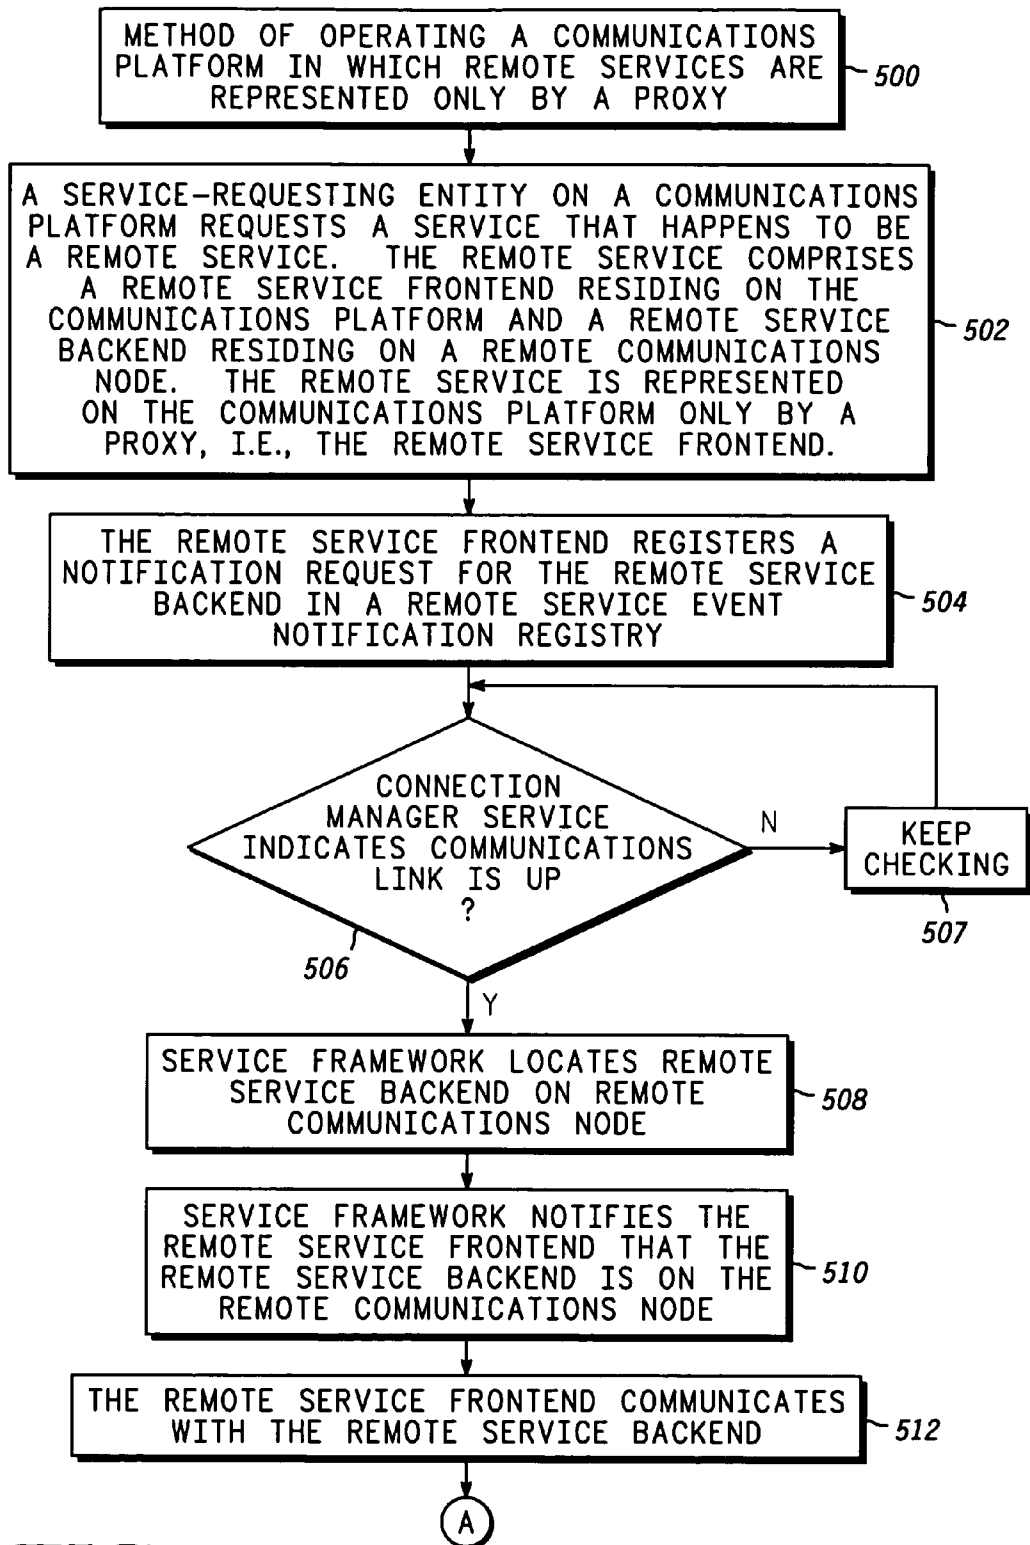 METHOD OF OPERATING A COMMUNICATIONS
PLATFORM IN WHICH REMOTE SERVICES ARE
REPRESENTED ONLY BY A PROXY
500
A SERVICE-REQUESTING ENTITY ON A COMMUNICATIONS
PLATFORM REQUESTS A SERVICE THAT HAPPENS TO BE
A REMOTE SERVICE. THE REMOTE SERVICE COMPRISES
A REMOTE SERVICE FRONTEND RESIDING ON THE
COMMUNICATIONS PLATFORM AND A REMOTE SERVICE
BACKEND RESIDING ON A REMOTE COMMUNICATIONS
NODE. THE REMOTE SERVICE IS REPRESENTED
ON THE COMMUNICATIONS PLATFORM ONLY BY A
PROXY, I.E., THE REMOTE SERVICE FRONTEND.
502
THE REMOTE SERVICE FRONTEND REGISTERS A
NOTIFICATION REQUEST FOR THE REMOTE SERVICE
BACKEND IN A REMOTE SERVICE EVENT
NOTIFICATION REGISTRY
504
CONNECTION
MANAGER SERVICE
INDICATES COMMUNICATIONS
LINK IS UP
?
506
N
KEEP
CHECKING
507
Y
SERVICE FRAMEWORK LOCATES REMOTE
SERVICE BACKEND ON REMOTE
COMMUNICATIONS NODE
508
SERVICE FRAMEWORK NOTIFIES THE
REMOTE SERVICE FRONTEND THAT THE
REMOTE SERVICE BACKEND IS ON THE
REMOTE COMMUNICATIONS NODE
510
THE REMOTE SERVICE FRONTEND COMMUNICATES
WITH THE REMOTE SERVICE BACKEND
512
A